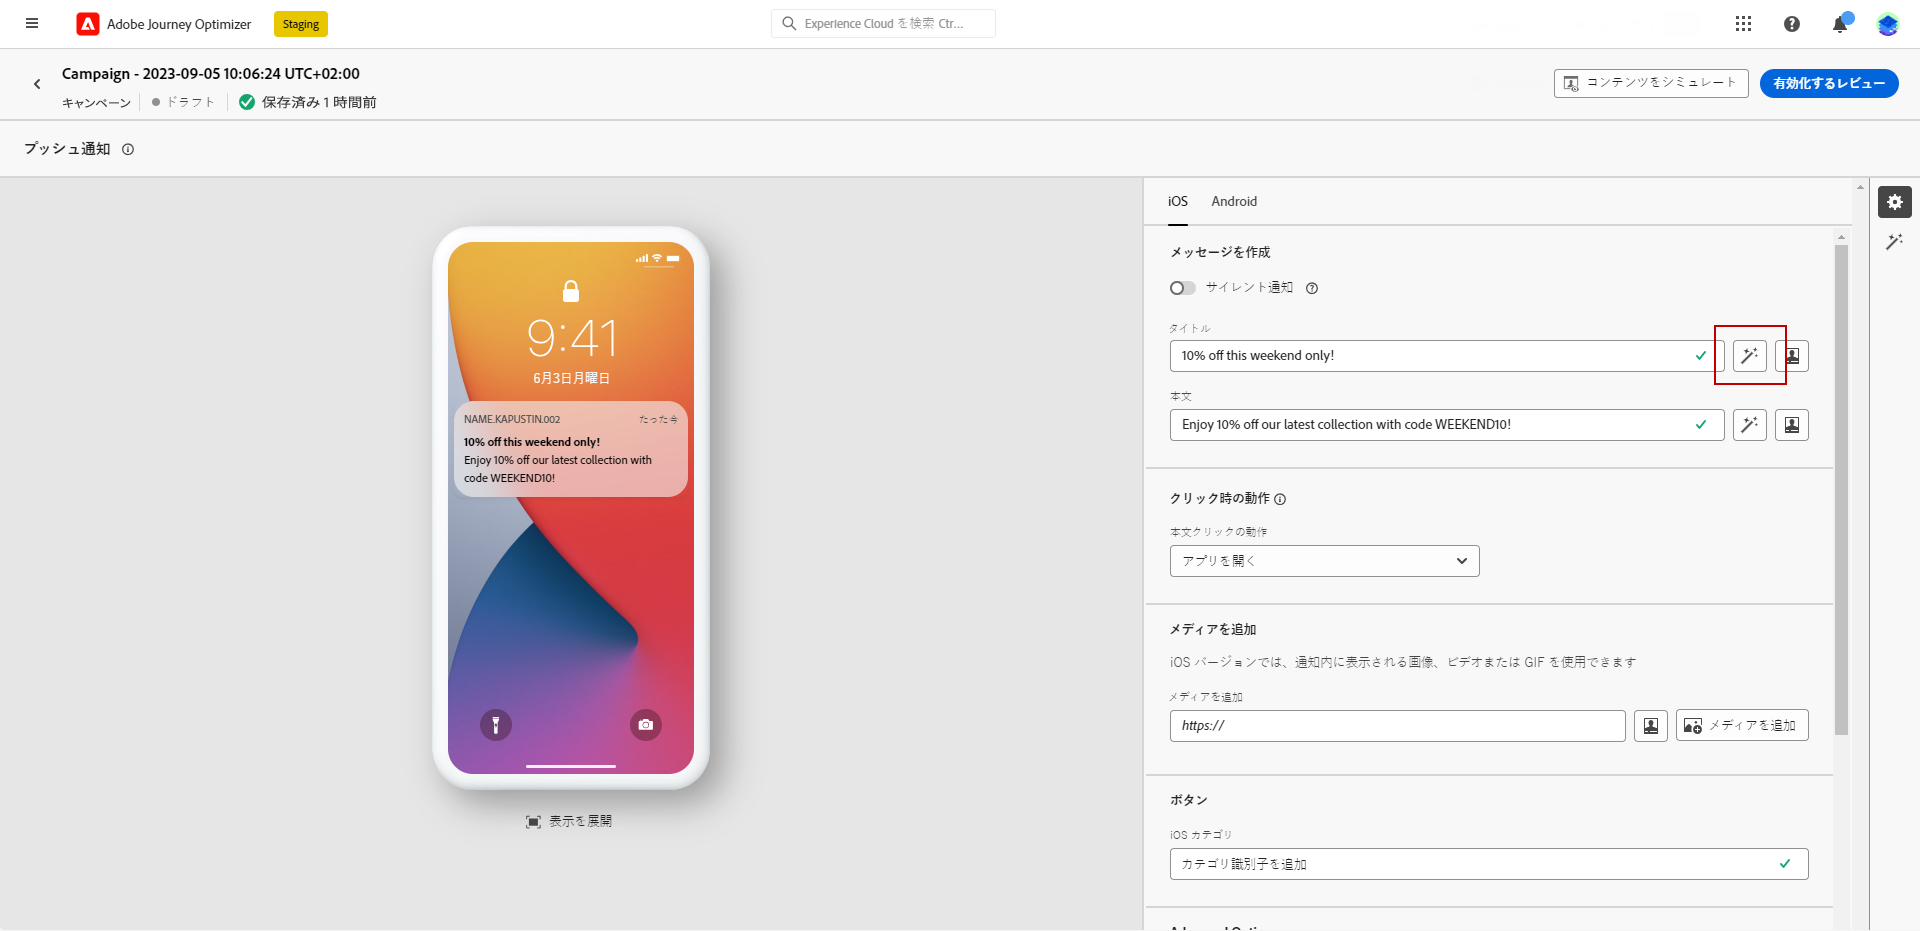 Adobe Journey Optimizer
Staging
Experience Cloud を検索 Ctr...
Campaign - 2023-09-05 10:06:24 UTC+02:00
キャンペーン
ドラフト
保存済み 1 時間前
コンテンツをシミュレート
有効化するレビュー
プッシュ通知
9:41
6月3日月曜日
NAME.KAPUSTIN.002
たった今
10% off this weekend only!
Enjoy 10% off our latest collection with
code WEEKEND10!
表示を展開
iOS
Android
メッセージを作成
サイレント通知
タイトル
10% off this weekend only!
本文
Enjoy 10% off our latest collection with code WEEKEND10!
クリック時の動作
本文クリックの動作
アプリを開く
メディアを追加
iOS バージョンでは、通知内に表示される画像、ビデオまたは GIF を使用できます
メディアを追加
https://
メディアを追加
ボタン
iOS カテゴリ
カテゴリ識別子を追加